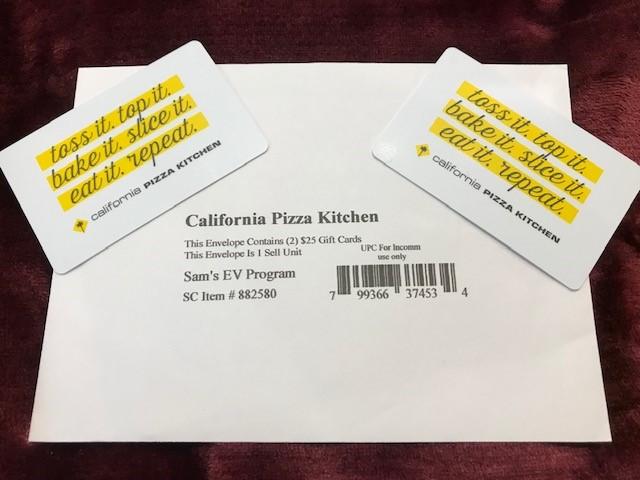 toss it. top it.
bake it. slice it.
eat it. repeat.
california PIZZA KITCHEN
toss it. top it.
bake it. slice it.
eat it. repeat.
california PIZZA KITCHEN
California Pizza Kitchen
This Envelope Contains (2) $25 Gift Cards
This Envelope Is 1 Sell Unit
UPC For Incomm
use only
Sam's EV Program
SC Item # 882580
7 99366 37453 4